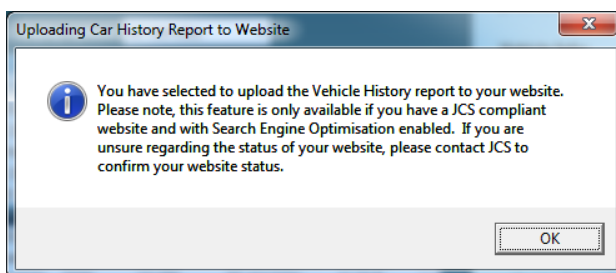 Uploading Car History Report to Website
You have selected to upload the Vehicle History report to your website.
Please note, this feature is only available if you have a JCS compliant
website and with Search Engine Optimisation enabled.  If you are
unsure regarding the status of your website, please contact JCS to
confirm your website status.
OK